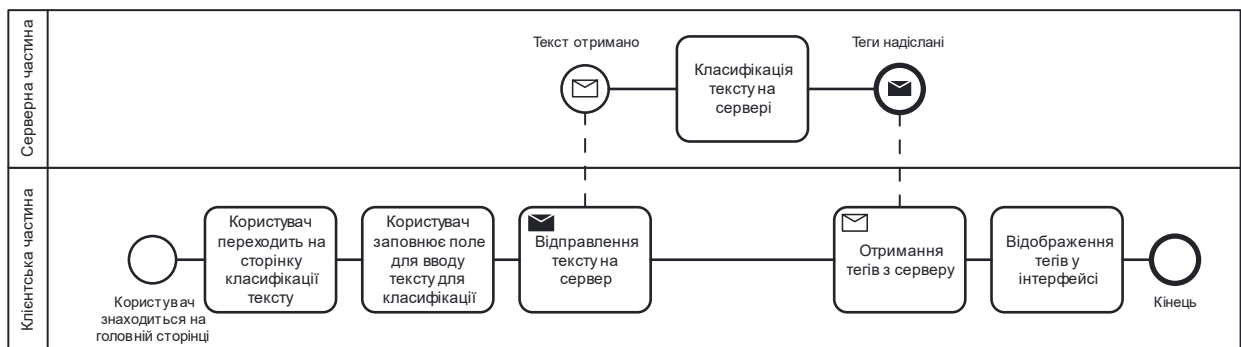 Серверна частина
Текст отримано
Класифікація
тексту на
сервері
Теги надіслані
Клієнтська частина
Користувач
знаходиться на
головній сторінці
Користувач
переходить на
сторінку
класифікації
тексту
Користувач
заповнює поле
для вводу
тексту для
класифікації
Відправлення
тексту на
сервер
Отримання
тегів з серверу
Відображення
тегів у
інтерфейсі
Кінець